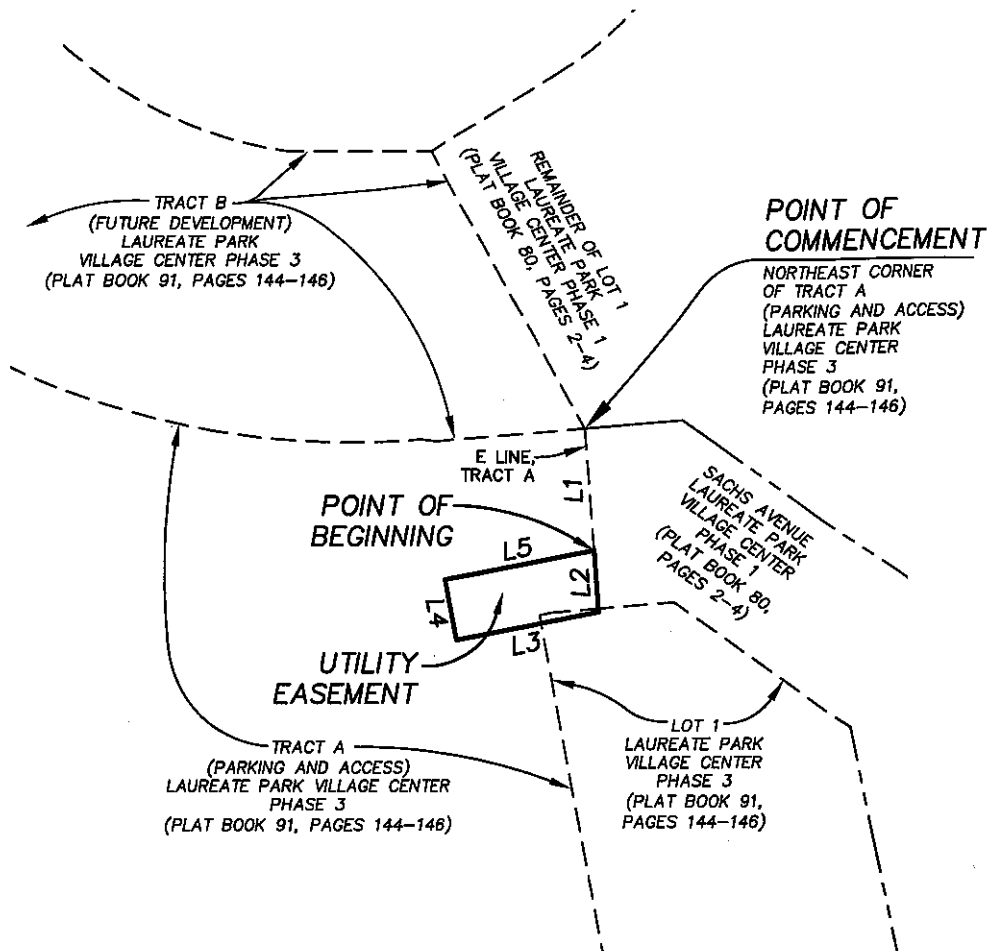 REMAINDER OF LOT 1
LAUREATE PARK
VILLAGE CENTER PHASE 1
(PLAT BOOK 80, PAGES 2-4)
TRACT B
(FUTURE DEVELOPMENT)
LAUREATE PARK
VILLAGE CENTER PHASE 3
(PLAT BOOK 91, PAGES 144-146)
POINT OF
COMMENCEMENT
NORTHEAST CORNER
OF TRACT A
(PARKING AND ACCESS)
LAUREATE PARK
VILLAGE CENTER
PHASE 3
(PLAT BOOK 91,
PAGES 144-146)
E LINE,
TRACT A
L1
SACHS AVENUE
LAUREATE PARK
VILLAGE CENTER
PHASE 1
(PLAT BOOK 80,
PAGES 2-4)
POINT OF
BEGINNING
L5
L2
L4
L3
UTILITY
EASEMENT
TRACT A
(PARKING AND ACCESS)
LAUREATE PARK VILLAGE CENTER
PHASE 3
(PLAT BOOK 91, PAGES 144-146)
LOT 1
LAUREATE PARK
VILLAGE CENTER
PHASE 3
(PLAT BOOK 91,
PAGES 144-146)